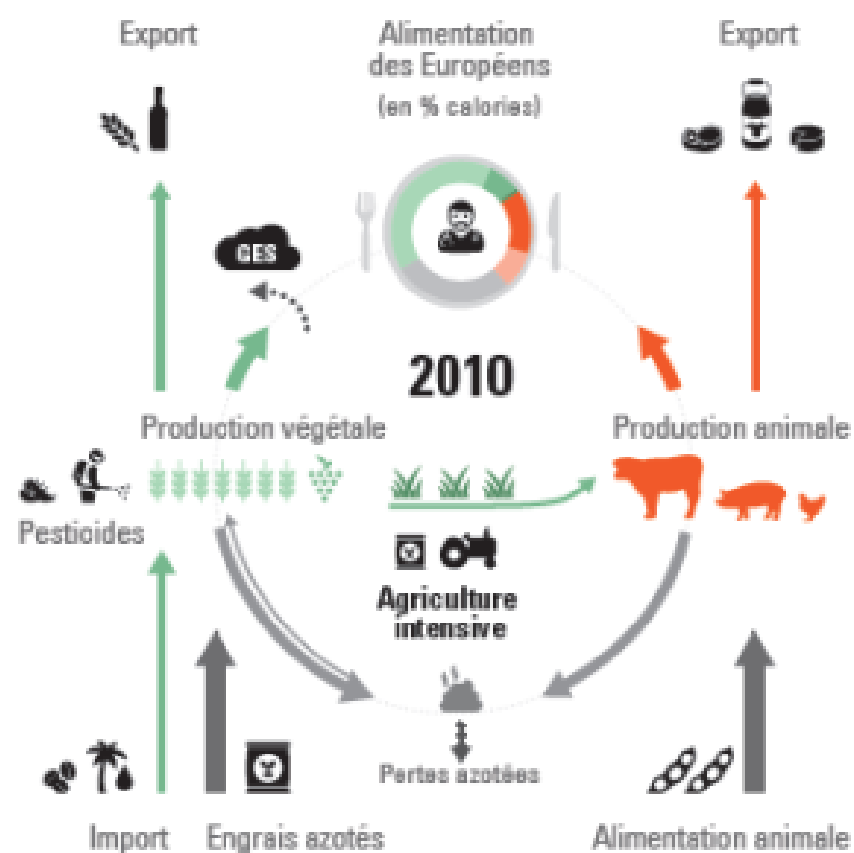 Export
Alimentation
des Européens
(en % calories)
Export
GES
2010
Production végétale
Production animale
Pesticides
Agriculture
intensive
Pertes azotées
Import
Engrais azotés
Alimentation animale